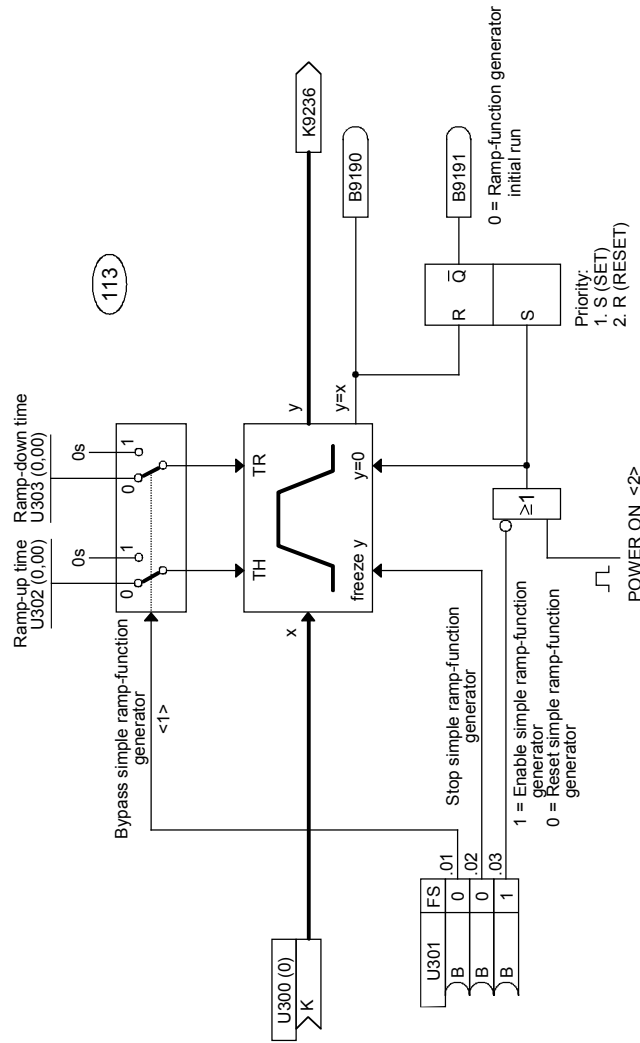 113
Ramp-up time
U302 (0,00)
Ramp-down time
U303 (0,00)
0s
0s
0
1
0
1
Bypass simple ramp-function
generator
<1>
U300 (0)
K
x
TH
TR
y
K9236
freeze y
y=0
y=x
B9190
Stop simple ramp-function
generator
U301
FS
B
0
.01
B
0
.02
B
1
.03
1 = Enable simple ramp-function
generator
0 = Reset simple ramp-function
generator
≥1
POWER ON <2>
R
Q
S
B9191
0 = Ramp-function generator
initial run
Priority:
1. S (SET)
2. R (RESET)